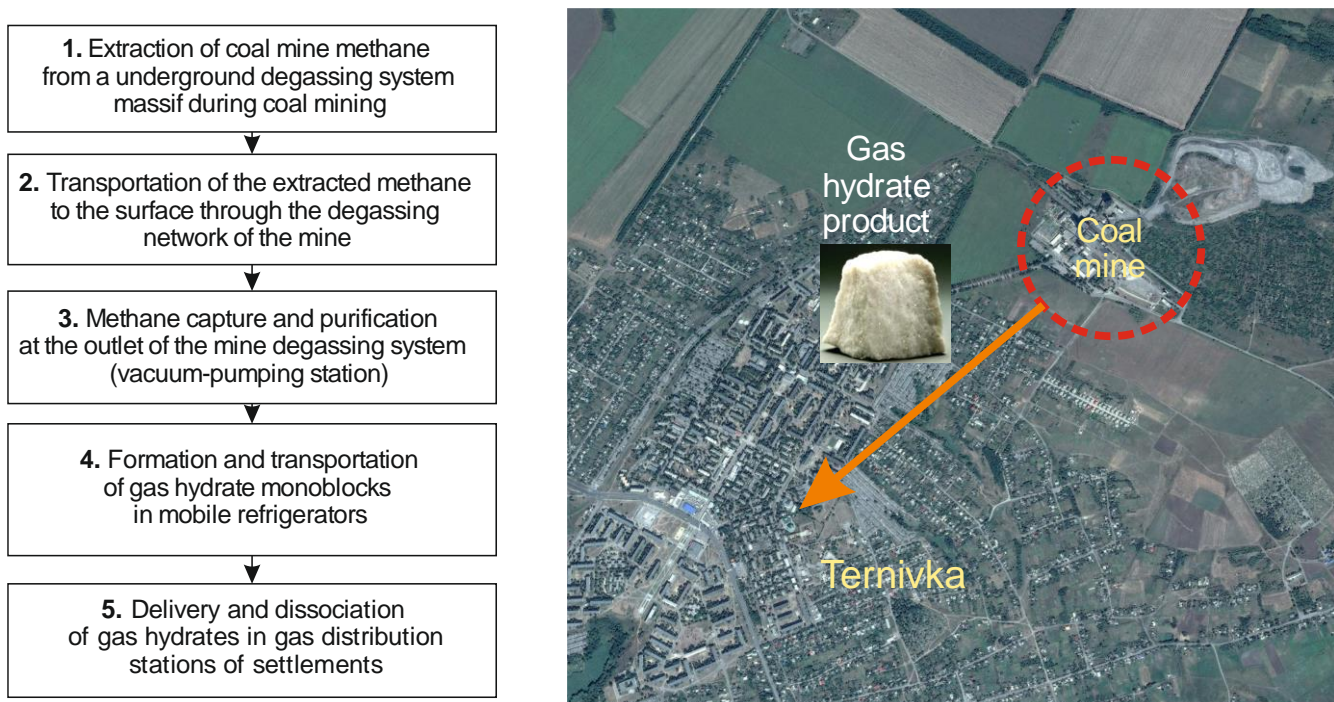 1. Extraction of coal mine methane
from a underground degassing system
massif during coal mining
2. Transportation of the extracted methane
to the surface through the degassing
network of the mine
3. Methane capture and purification
at the outlet of the mine degassing system
(vacuum-pumping station)
4. Formation and transportation
of gas hydrate monoblocks
in mobile refrigerators
5. Delivery and dissociation
of gas hydrates in gas distribution
stations of settlements
Gas
hydrate
product
Coal
mine
Ternivka